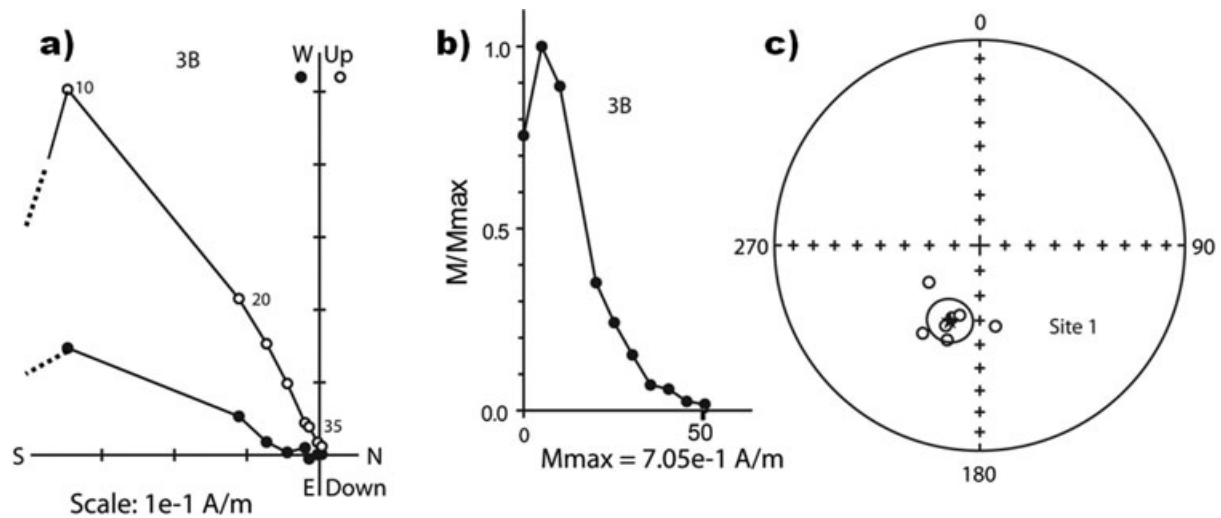 a)
3B
W Up
10
20
35
S N
E Down
Scale: 1e-1 A/m
b)
3B
M/Mmax
1.0
0.5
0.0
0 50
Mmax = 7.05e-1 A/m
c)
0
270 90
Site 1
180